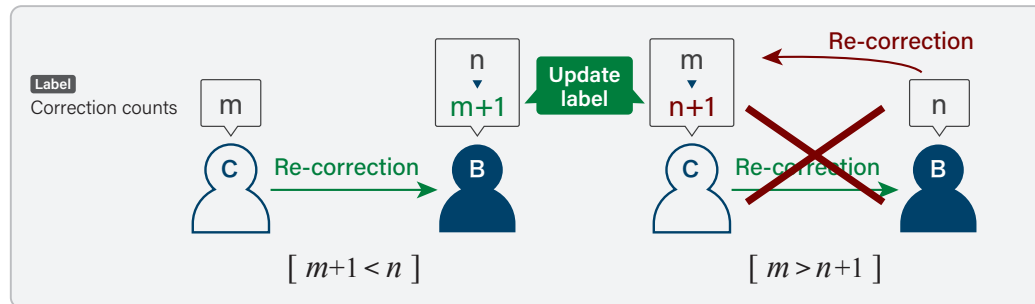 Label
Correction counts
m
C
Re-correction
n
m+1
B
[ m+1 < n ]
Update
label
m
n+1
C
Re-correction
Re-correction
n
B
[ m > n+1 ]